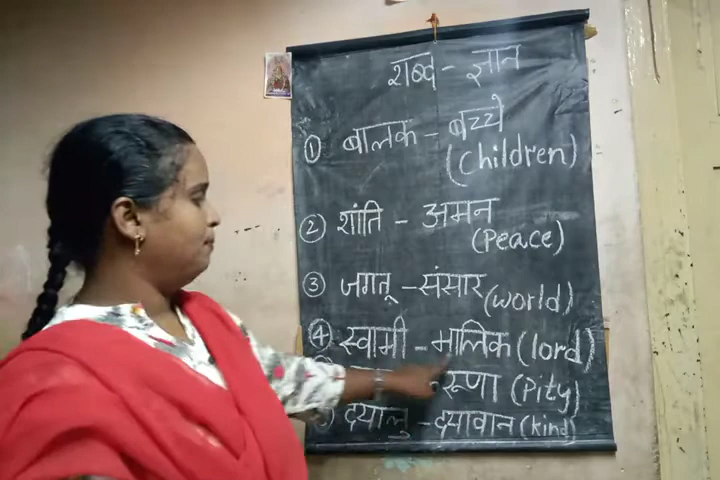 शब्द - ज्ञान
① बालक - बच्चे
(Children)
② शांति - अमन
(Peace)
③ जगत् - संसार (world)
④ स्वामी - मालिक (lord)
रूणा (Pity)
दयालु - दयावान (kind)